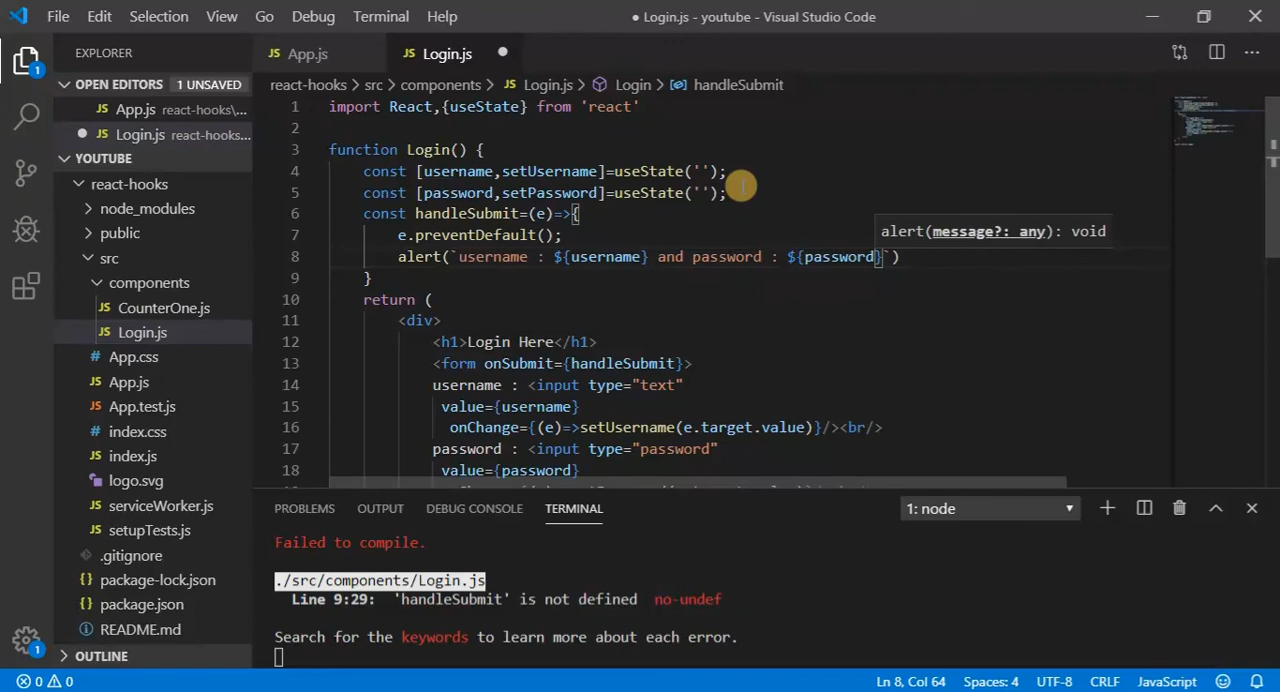 File Edit Selection View Go Debug Terminal Help
● Login.js - youtube - Visual Studio Code
EXPLORER
OPEN EDITORS 1 UNSAVED
JS App.js react-hooks\...
JS Login.js react-hooks...
YOUTUBE
react-hooks
node_modules
public
src
components
JS CounterOne.js
JS Login.js
# App.css
JS App.js
JS App.test.js
# index.css
JS index.js
logo.svg
JS serviceWorker.js
JS setupTests.js
.gitignore
{} package-lock.json
{} package.json
README.md
OUTLINE
1
1
JS App.js JS Login.js
react-hooks > src > components > JS Login.js > Login > handleSubmit
1 import React,{useState} from 'react'
2
3 function Login() {
4 const [username,setUsername]=useState('');
5 const [password,setPassword]=useState('');
6 const handleSubmit=(e)=>{
7 e.preventDefault();
alert(message?: any): void
8 alert(`username : ${username} and password : ${password}`)
9 }
10 return (
11 <div>
12 <h1>Login Here</h1>
13 <form onSubmit={handleSubmit}>
14 username : <input type="text"
15 value={username}
16 onChange={(e)=>setUsername(e.target.value)}/><br/>
17 password : <input type="password"
18 value={password}
PROBLEMS OUTPUT DEBUG CONSOLE TERMINAL 1: node
Failed to compile.
./src/components/Login.js
Line 9:29: 'handleSubmit' is not defined no-undef
Search for the keywords to learn more about each error.
0 0 Ln 8, Col 64 Spaces: 4 UTF-8 CRLF JavaScript